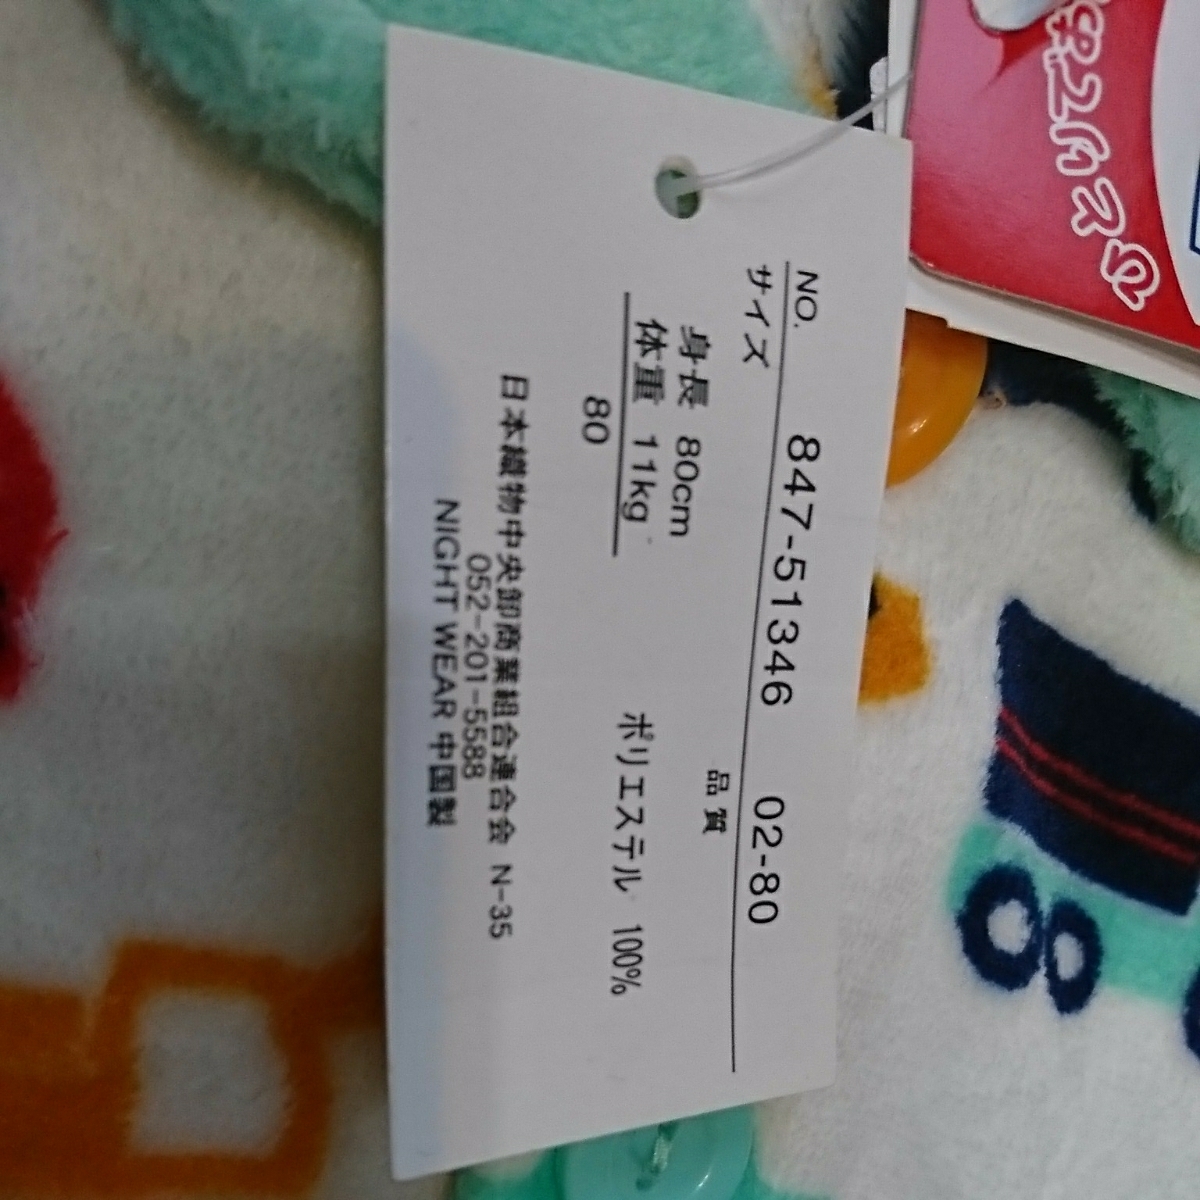 NO. 847-51346 02-80
サイズ 品質
身長 80cm
体重 11kg ポリエステル 100%
80
日本織物中央卸商業組合連合会 N-35
052-201-5588
NIGHT WEAR 中国製